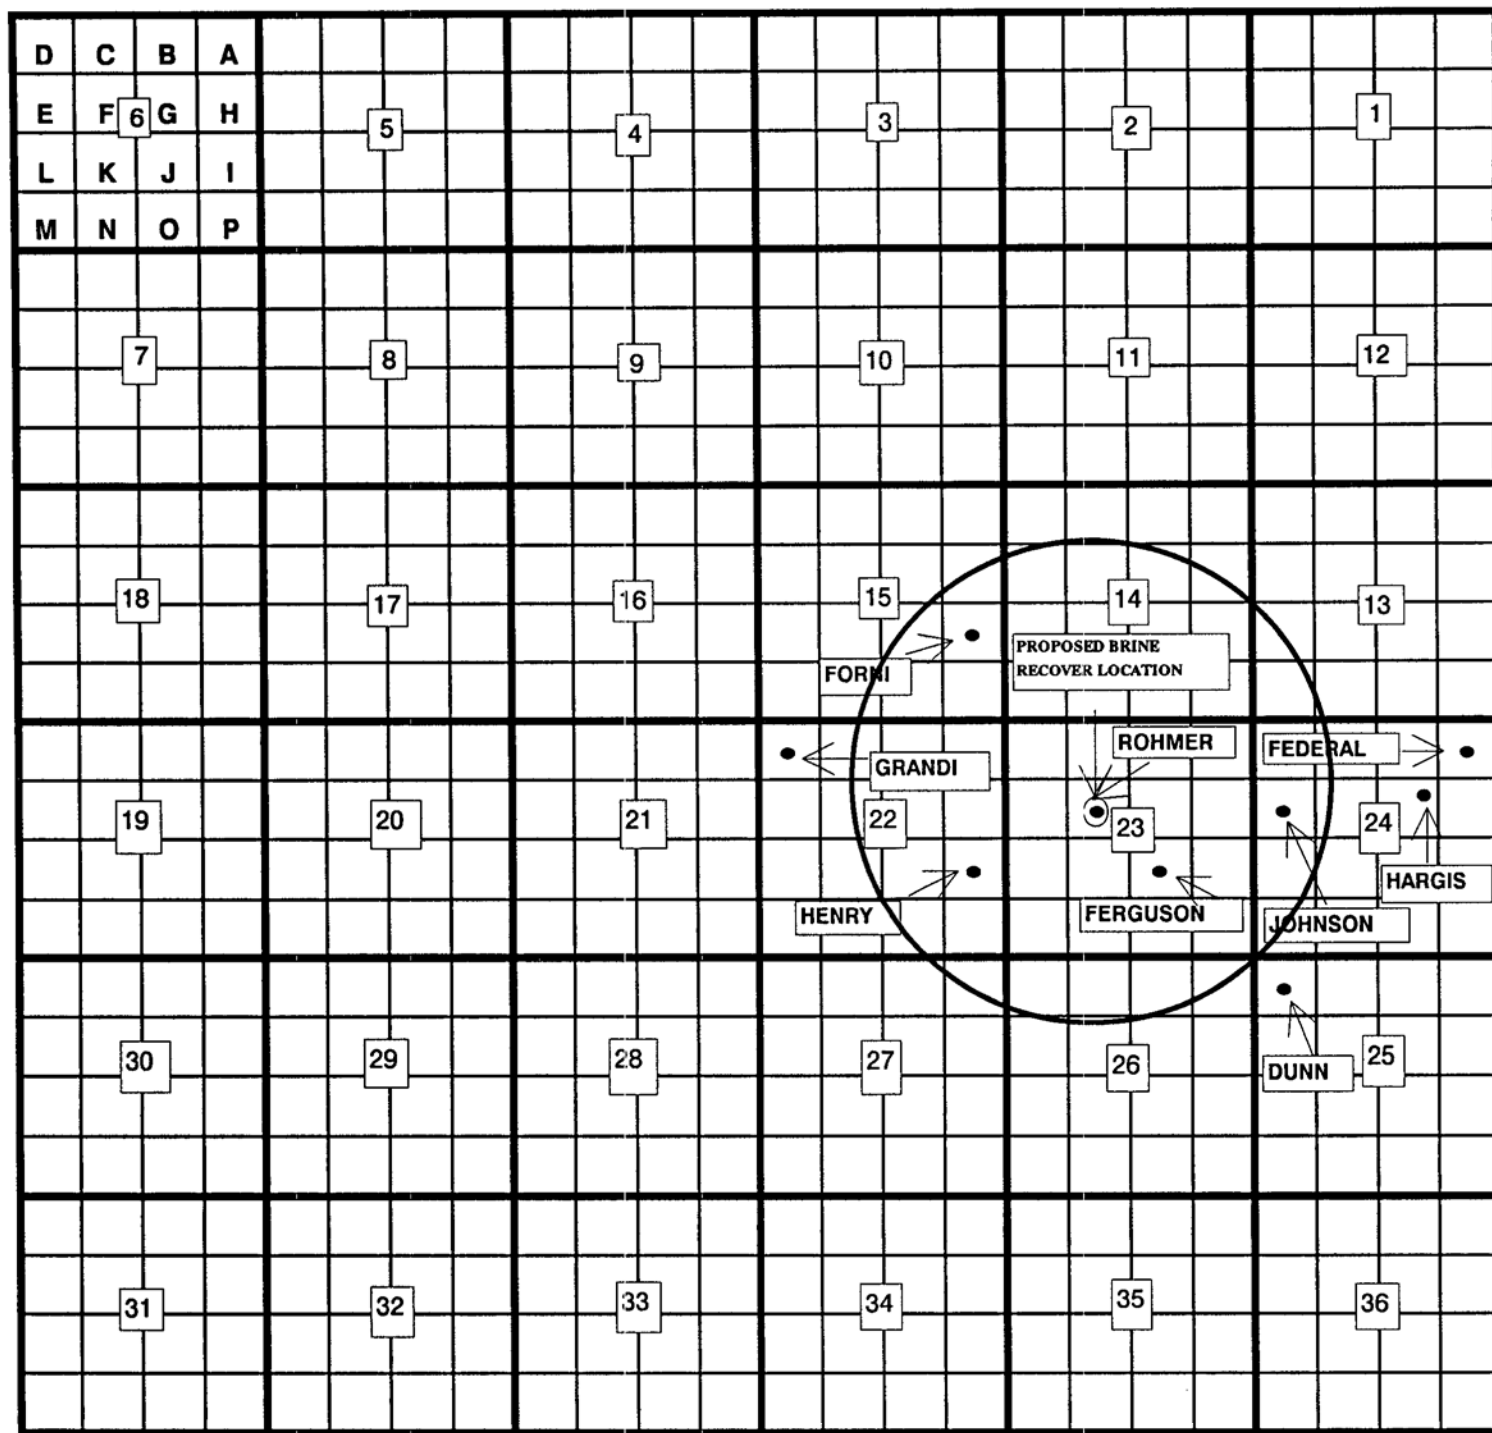 D C B A
E F 6 G H
5 4 3 2 1
L K J I
M N O P
7 8 9 10 11 12
18 17 16 15 14 13
PROPOSED BRINE
RECOVER LOCATION
FORNI
ROHMER
FEDERAL
GRANDI
19 20 21 22 23 24
HARGIS
HENRY
FERGUSON
JOHNSON
30 29 28 27 26 25
DUNN
31 32 33 34 35 36